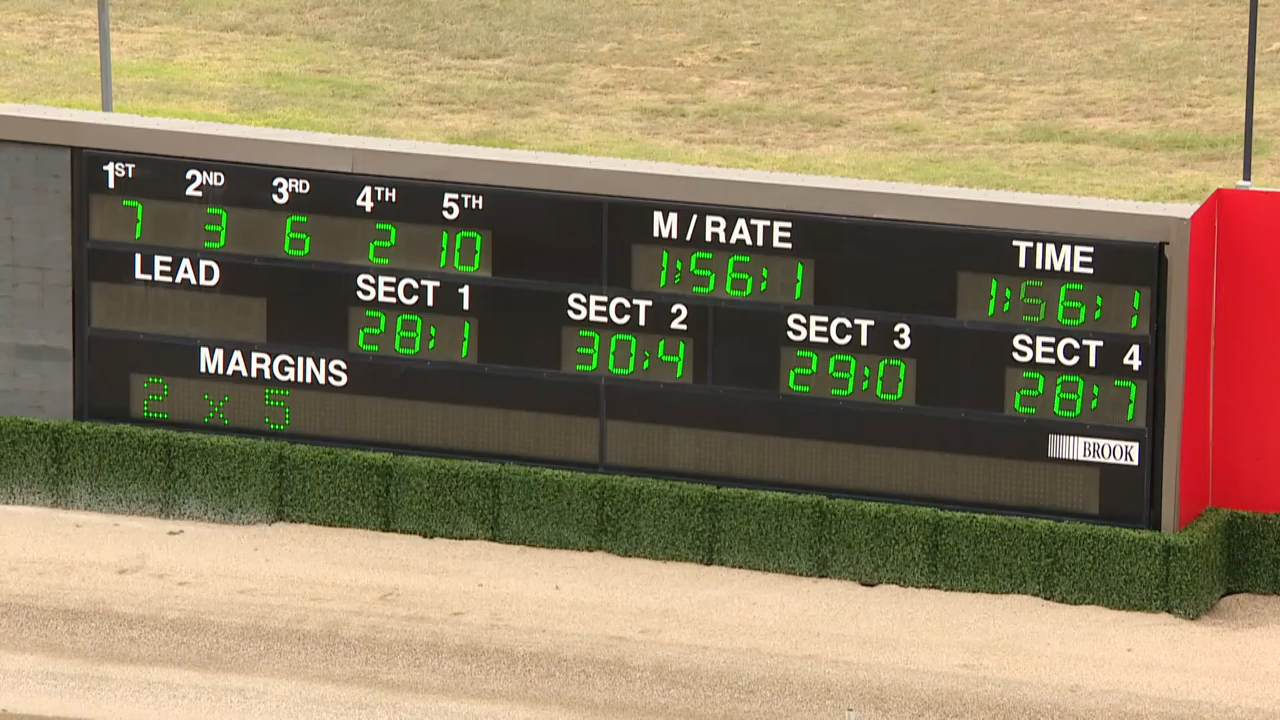 1ST 2ND 3RD 4TH 5TH M/RATE TIME
7 3 6 2 10 1:56:1 1:56:1
LEAD SECT 1 SECT 2 SECT 3 SECT 4
28:1 30:4 29:0 28:7
MARGINS
2 x 5
BROOK